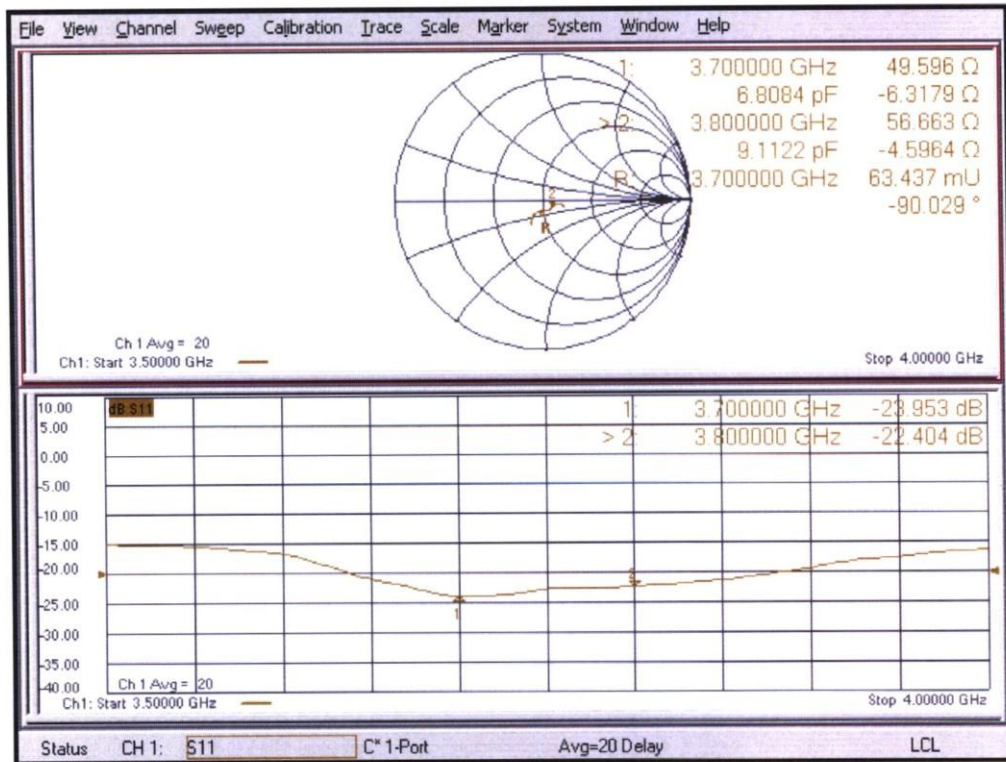 File View Channel Sweep Calibration Trace Scale Marker System Window Help
1: 3.700000 GHz 49.596 Ω
6.8084 pF -6.3179 Ω
> 2: 3.800000 GHz 56.663 Ω
9.1122 pF -4.5964 Ω
R: 3.700000 GHz 63.437 mU
-90.029 °
2
R
Ch 1 Avg = 20
Ch1: Start 3.50000 GHz Stop 4.00000 GHz
dB S11
1: 3.700000 GHz -23.953 dB
> 2: 3.800000 GHz -22.404 dB
10.00
5.00
0.00
-5.00
-10.00
-15.00
-20.00
-25.00
-30.00
-35.00
-40.00
2
1
Ch 1 Avg = 20
Ch1: Start 3.50000 GHz Stop 4.00000 GHz
Status CH 1: S11 C* 1-Port Avg=20 Delay LCL